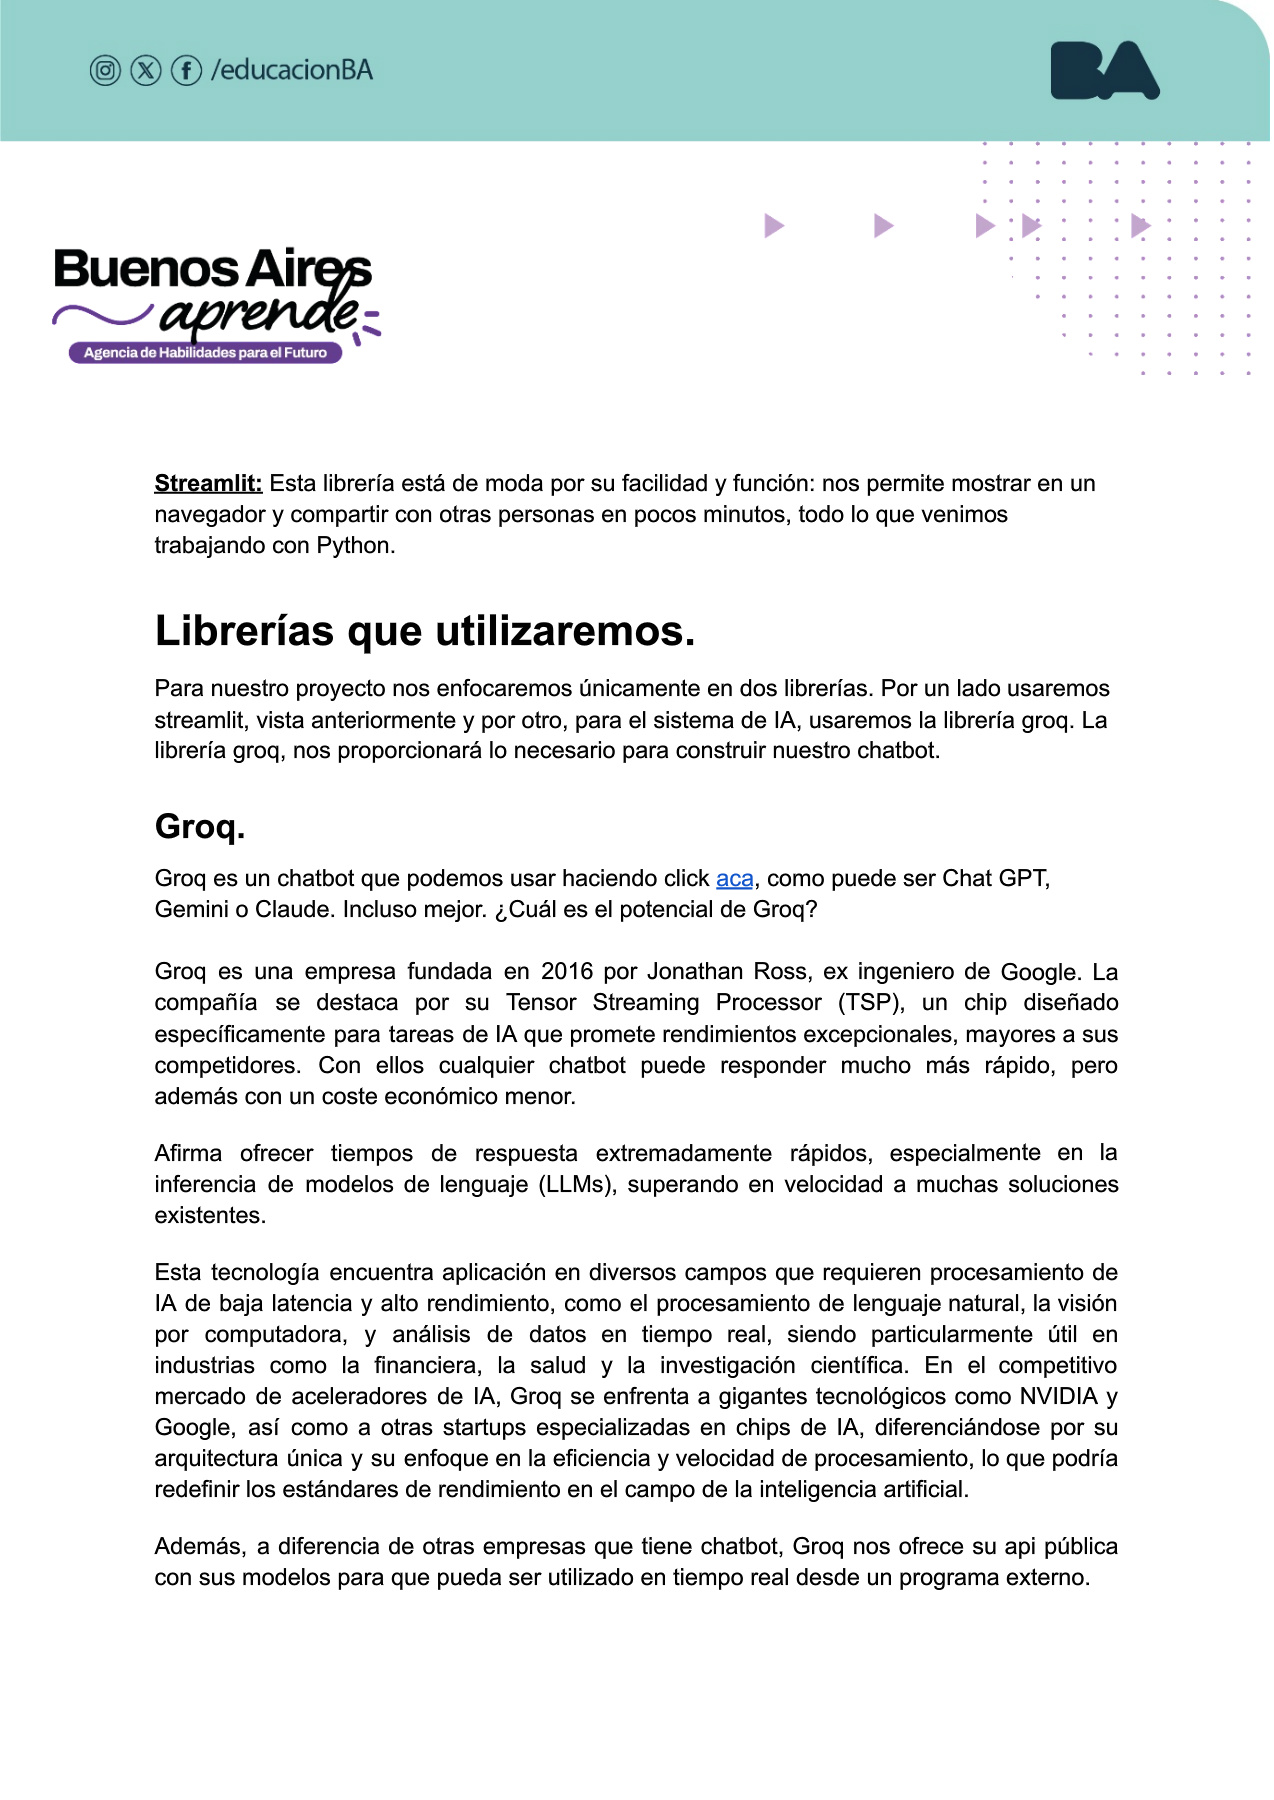 /educacionBA
BA
Buenos Aires
aprende
Agencia de Habilidades para el Futuro
Streamlit: Esta librería está de moda por su facilidad y función: nos permite mostrar en un
navegador y compartir con otras personas en pocos minutos, todo lo que venimos
trabajando con Python.
Librerías que utilizaremos.
Para nuestro proyecto nos enfocaremos únicamente en dos librerías. Por un lado usaremos
streamlit, vista anteriormente y por otro, para el sistema de IA, usaremos la librería groq. La
librería groq, nos proporcionará lo necesario para construir nuestro chatbot.
Groq.
Groq es un chatbot que podemos usar haciendo click aca, como puede ser Chat GPT,
Gemini o Claude. Incluso mejor. ¿Cuál es el potencial de Groq?
Groq es una empresa fundada en 2016 por Jonathan Ross, ex ingeniero de Google. La
compañía se destaca por su Tensor Streaming Processor (TSP), un chip diseñado
específicamente para tareas de IA que promete rendimientos excepcionales, mayores a sus
competidores. Con ellos cualquier chatbot puede responder mucho más rápido, pero
además con un coste económico menor.
Afirma ofrecer tiempos de respuesta extremadamente rápidos, especialmente en la
inferencia de modelos de lenguaje (LLMs), superando en velocidad a muchas soluciones
existentes.
Esta tecnología encuentra aplicación en diversos campos que requieren procesamiento de
IA de baja latencia y alto rendimiento, como el procesamiento de lenguaje natural, la visión
por computadora, y análisis de datos en tiempo real, siendo particularmente útil en
industrias como la financiera, la salud y la investigación científica. En el competitivo
mercado de aceleradores de IA, Groq se enfrenta a gigantes tecnológicos como NVIDIA y
Google, así como a otras startups especializadas en chips de IA, diferenciándose por su
arquitectura única y su enfoque en la eficiencia y velocidad de procesamiento, lo que podría
redefinir los estándares de rendimiento en el campo de la inteligencia artificial.
Además, a diferencia de otras empresas que tiene chatbot, Groq nos ofrece su api pública
con sus modelos para que pueda ser utilizado en tiempo real desde un programa externo.